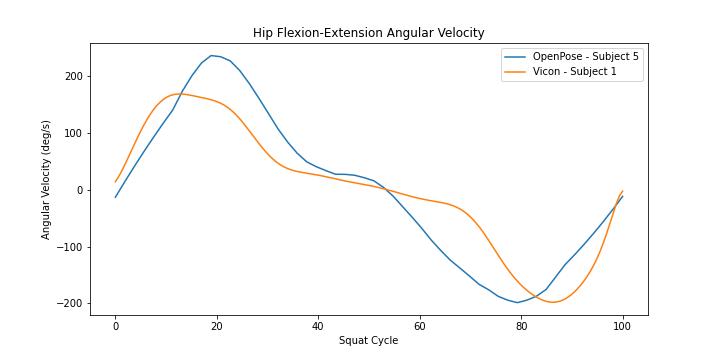 Hip Flexion-Extension Angular Velocity
OpenPose - Subject 5
Vicon - Subject 1
Angular Velocity (deg/s)
200
100
0
−100
−200
0 20 40 60 80 100
Squat Cycle